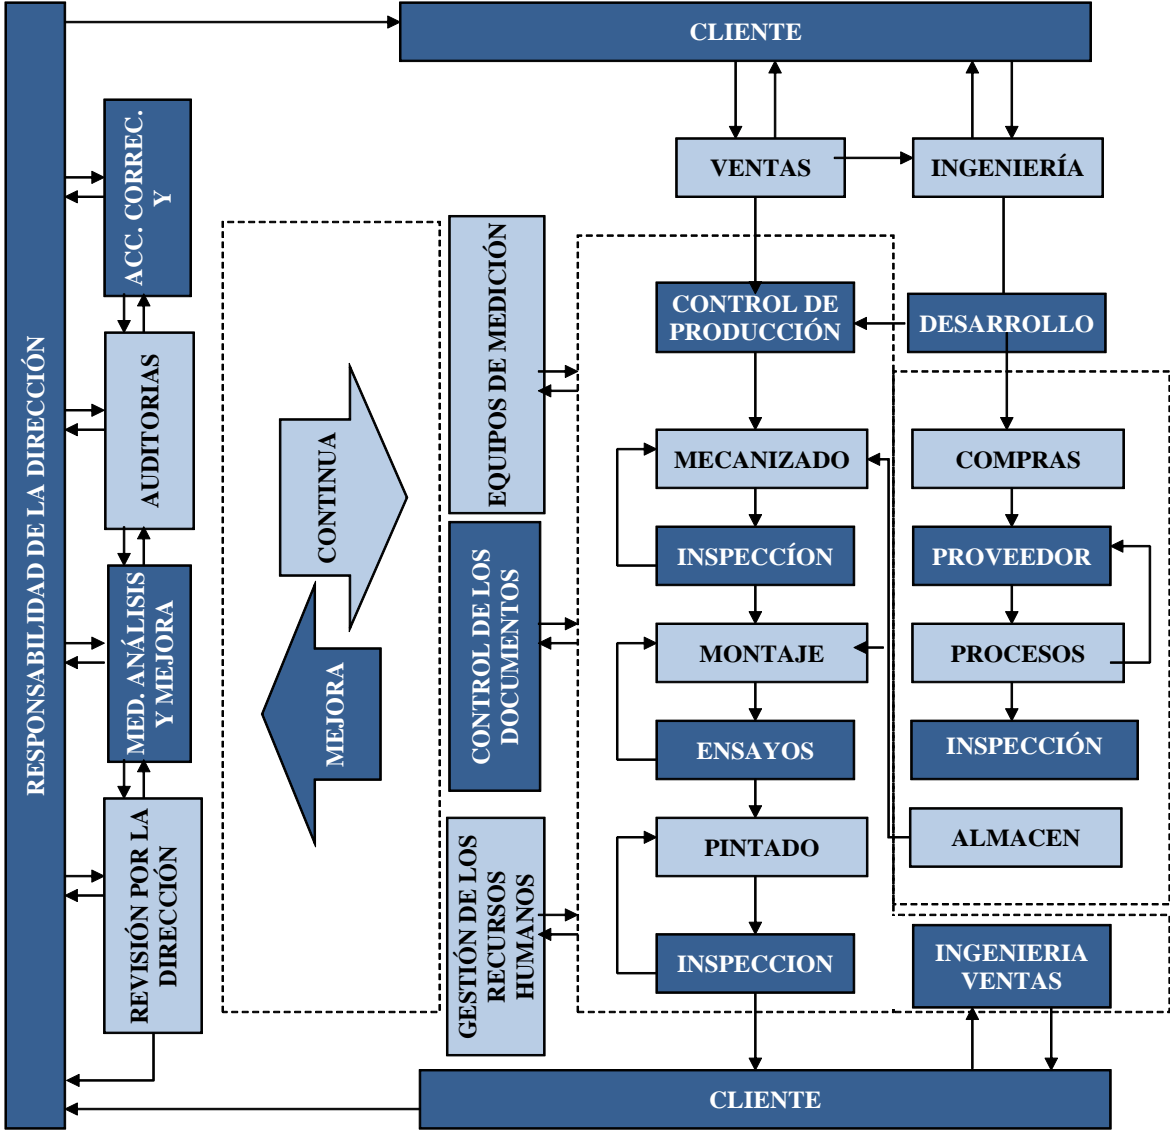 CLIENTE
VENTAS
INGENIERÍA
RESPONSABILIDAD DE LA DIRECCIÓN
ACC. CORREC.
Y
AUDITORIAS
MED. ANÁLISIS
Y MEJORA
REVISIÓN POR LA
DIRECCIÓN
CONTINUA
MEJORA
EQUIPOS DE MEDICIÓN
CONTROL DE LOS
DOCUMENTOS
GESTIÓN DE LOS
RECURSOS
HUMANOS
CONTROL DE
PRODUCCIÓN
MECANIZADO
INSPECCÍON
MONTAJE
ENSAYOS
PINTADO
INSPECCION
DESARROLLO
COMPRAS
PROVEEDOR
PROCESOS
INSPECCIÓN
ALMACEN
INGENIERIA
VENTAS
CLIENTE